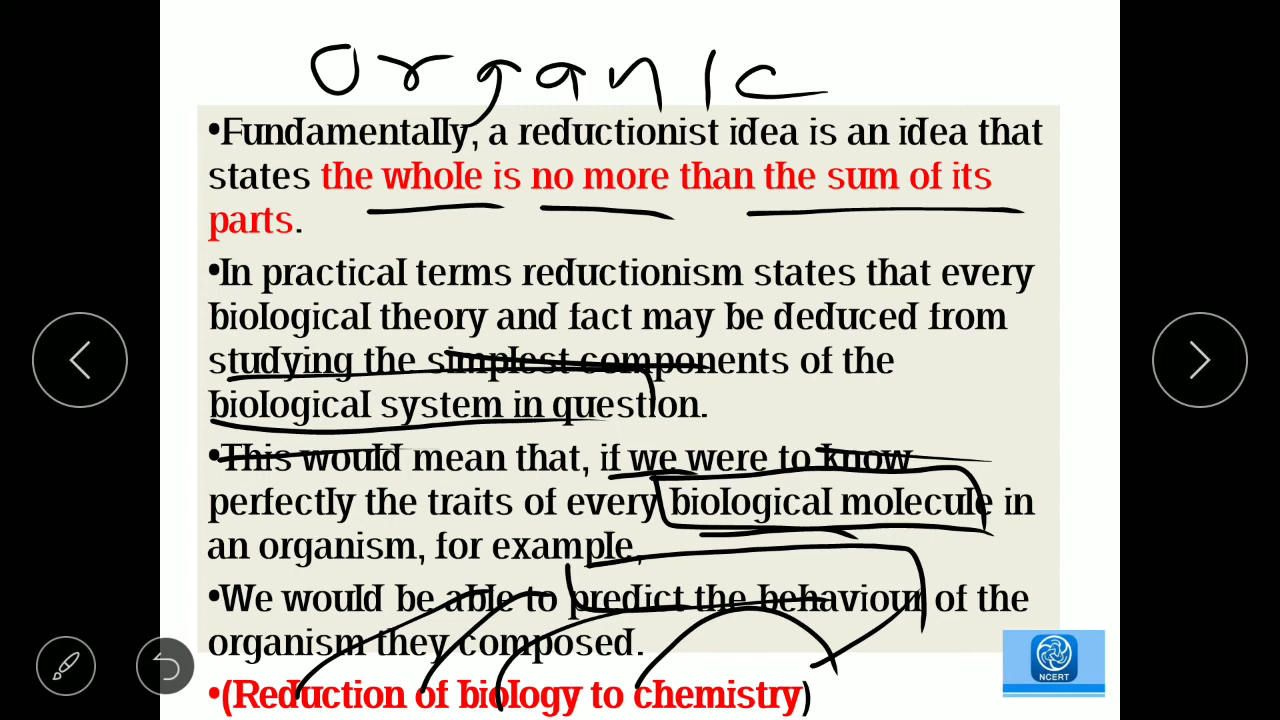 organic
•Fundamentally, a reductionist idea is an idea that
states the whole is no more than the sum of its
parts.
•In practical terms reductionism states that every
biological theory and fact may be deduced from
studying the simplest components of the
biological system in question.
•This would mean that, if we were to know
perfectly the traits of every biological molecule in
an organism, for example,
•We would be able to predict the behaviour of the
organism they composed.
NCERT
•(Reduction of biology to chemistry)